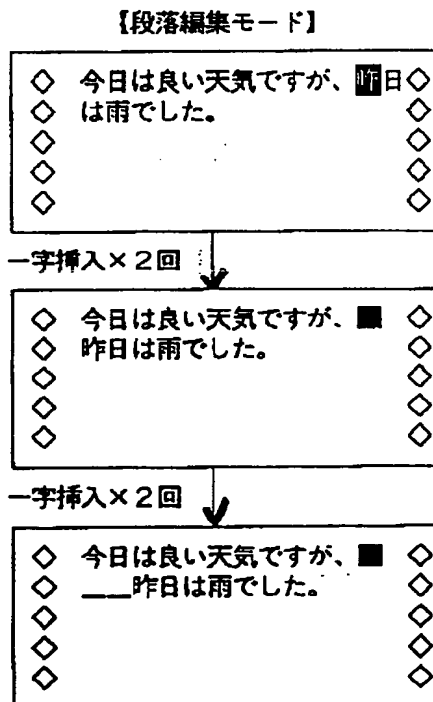 【段落編集モード】
◇ 今日は良い天気ですが、昨日◇
◇ は雨でした。 ◇
◇ ◇
◇ ◇
◇ ◇
一字挿入×2回
◇ 今日は良い天気ですが、■ ◇
◇ 昨日は雨でした。 ◇
◇ ◇
◇ ◇
◇ ◇
一字挿入×2回
◇ 今日は良い天気ですが、■ ◇
◇ __昨日は雨でした。 ◇
◇ ◇
◇ ◇
◇ ◇